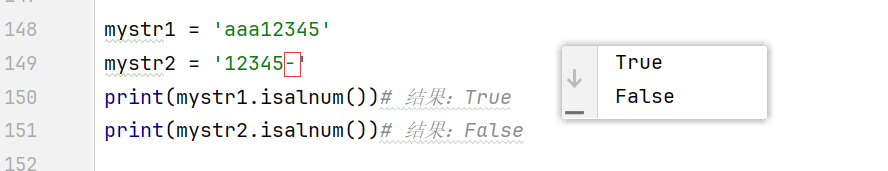 148 mystr1 = 'aaa12345'
149 mystr2 = '12345-'
150 print(mystr1.isalnum())# 结果：True
151 print(mystr2.isalnum())# 结果：False
152
True
False